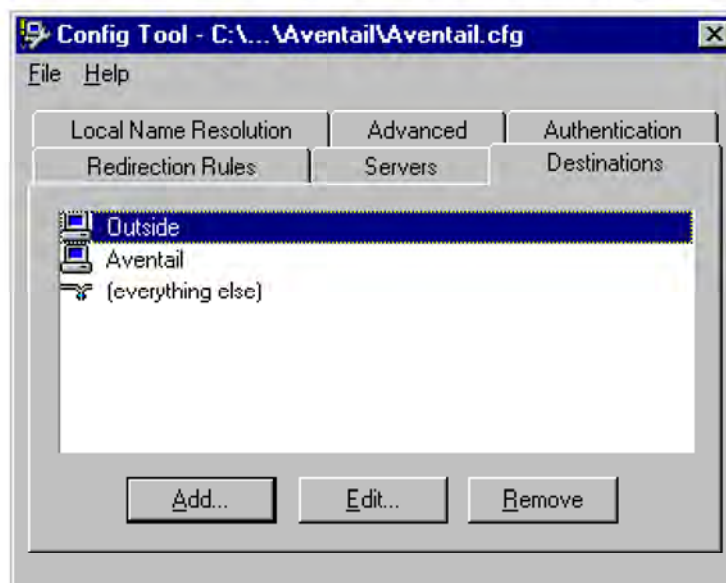 Config Tool - C:\...\Aventail\Aventail.cfg
File Help
Local Name Resolution Advanced Authentication
Redirection Rules Servers Destinations
Outside
Aventail
(everything else)
Add... Edit... Remove